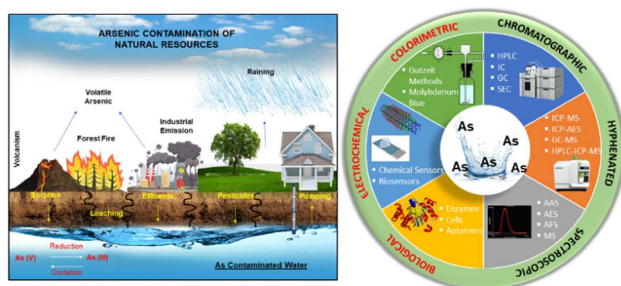 ARSENIC CONTAMINATION OF
NATURAL RESOURCES
Raining
Volatile
Arsenic
Industrial
Emission
Forest Fire
Volcanism
Sorption
Effluents
Pesticides
Pumping
Leaching
Reduction
As (V)
As (III)
Oxidation
As Contaminated Water
COLORIMETRIC
Gutzeit
Methods
Molybdenum
Blue
CHROMATOGRAPHIC
HPLC
IC
GC
SEC
HYPHENATED
ICP-MS
ICP-AES
GC-MS
HPLC-ICP-MS
SPECTROSCOPIC
AAS
AES
AFS
MS
BIOLOGICAL
Enzymes
Cells
Aptamers
ELECTROCHEMICAL
Chemical Sensors
Biosensors
As
As
As
As
As